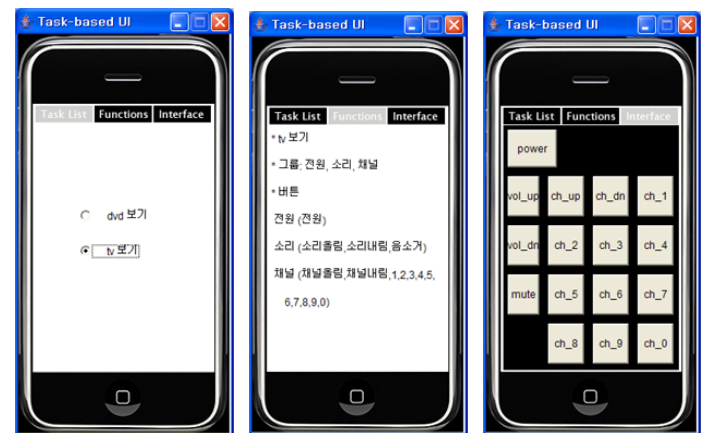 Task-based UI
Task List Functions Interface
dvd 보기
tv 보기
Task-based UI
Task List Functions Interface
* tv 보기
* 그룹: 전원, 소리, 채널
* 버튼
전원 (전원)
소리 (소리올림,소리내림,음소거)
채널 (채널올림,채널내림,1,2,3,4,5,
6,7,8,9,0)
Task-based UI
Task List Functions Interface
power
vol_up ch_up ch_dn ch_1
vol_dn ch_2 ch_3 ch_4
mute ch_5 ch_6 ch_7
ch_8 ch_9 ch_0